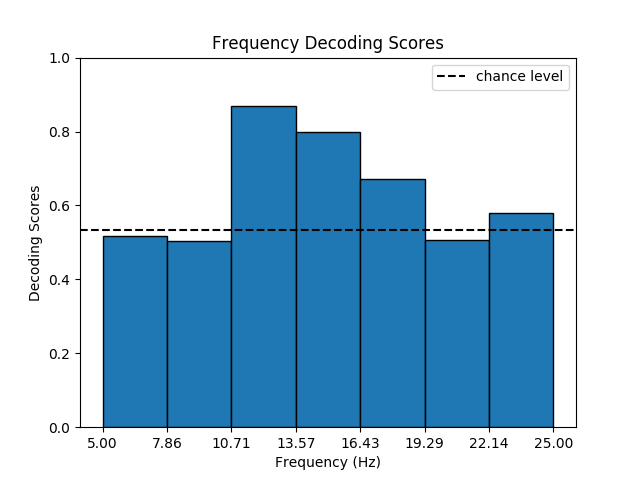 Frequency Decoding Scores
chance level
Decoding Scores
1.0
0.8
0.6
0.4
0.2
0.0
5.00 7.86 10.71 13.57 16.43 19.29 22.14 25.00
Frequency (Hz)